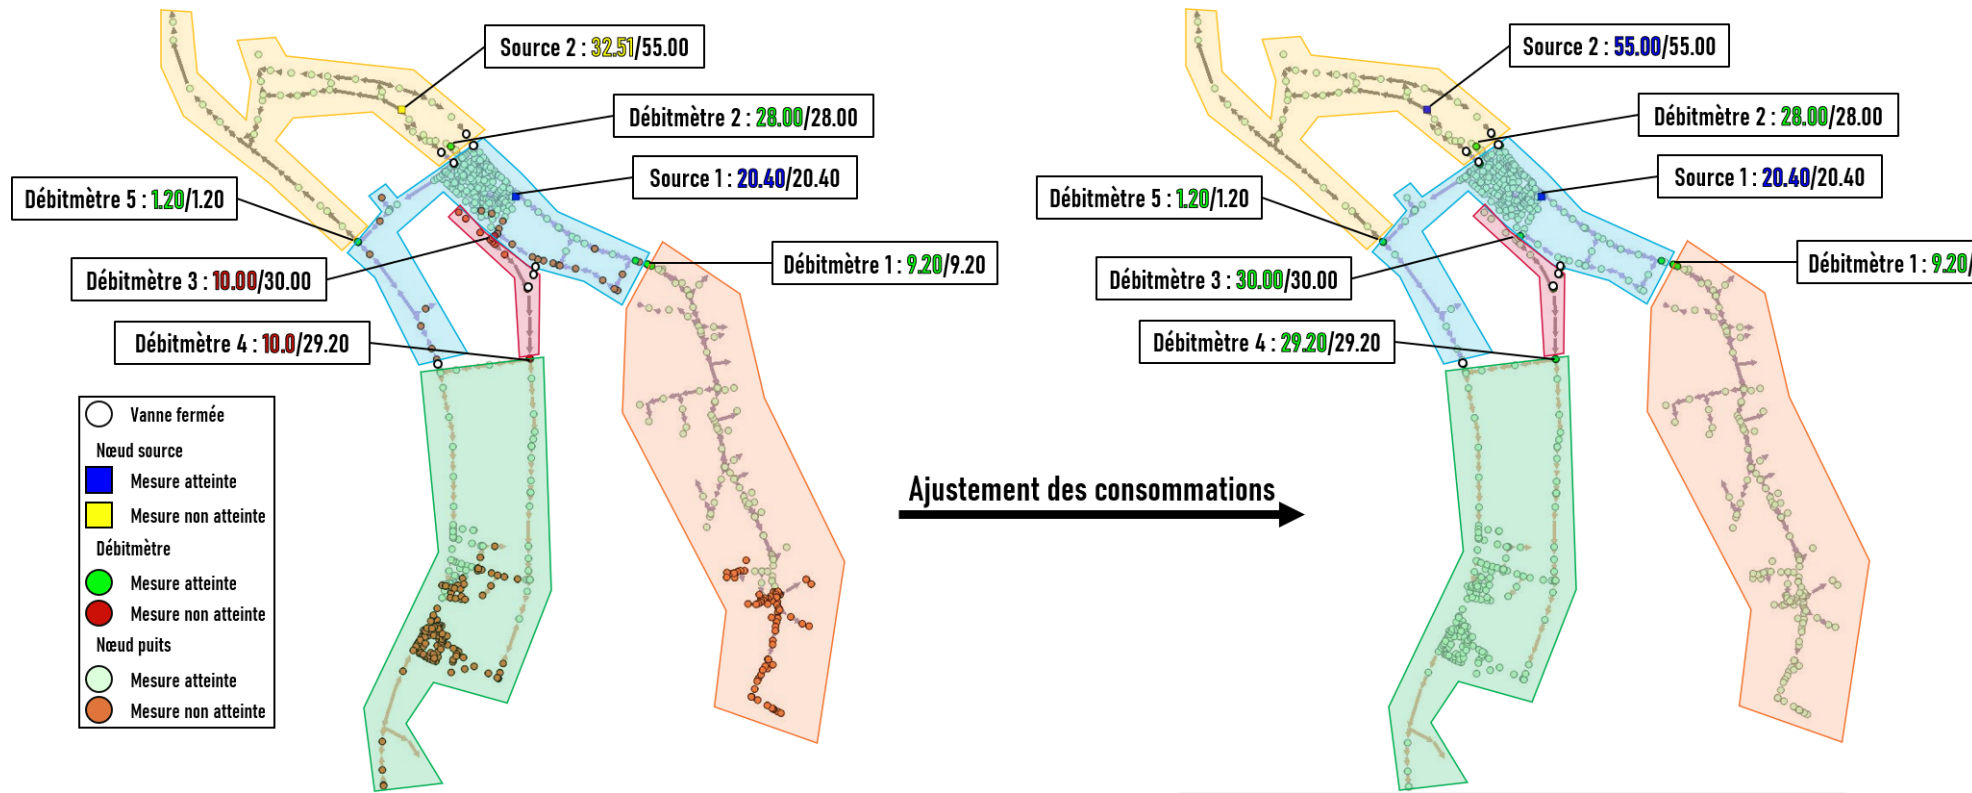 Source 2 : 32.51/55.00
Débitmètre 2 : 28.00/28.00
Source 1 : 20.40/20.40
Débitmètre 5 : 1.20/1.20
Débitmètre 1 : 9.20/9.20
Débitmètre 3 : 10.00/30.00
Débitmètre 4 : 10.0/29.20
Vanne fermée
Nœud source
Mesure atteinte
Mesure non atteinte
Débitmètre
Mesure atteinte
Mesure non atteinte
Nœud puits
Mesure atteinte
Mesure non atteinte
Ajustement des consommations
Source 2 : 55.00/55.00
Débitmètre 2 : 28.00/28.00
Source 1 : 20.40/20.40
Débitmètre 5 : 1.20/1.20
Débitmètre 1 : 9.20/
Débitmètre 3 : 30.00/30.00
Débitmètre 4 : 29.20/29.20